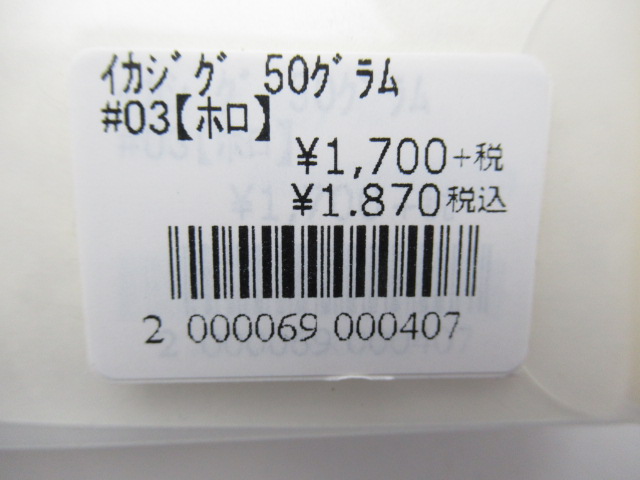 ｲｶｼﾞｸﾞ 50ｸﾞﾗﾑ
#03【ホロ】
¥1,700+税
¥1.870税込
2 000069 000407